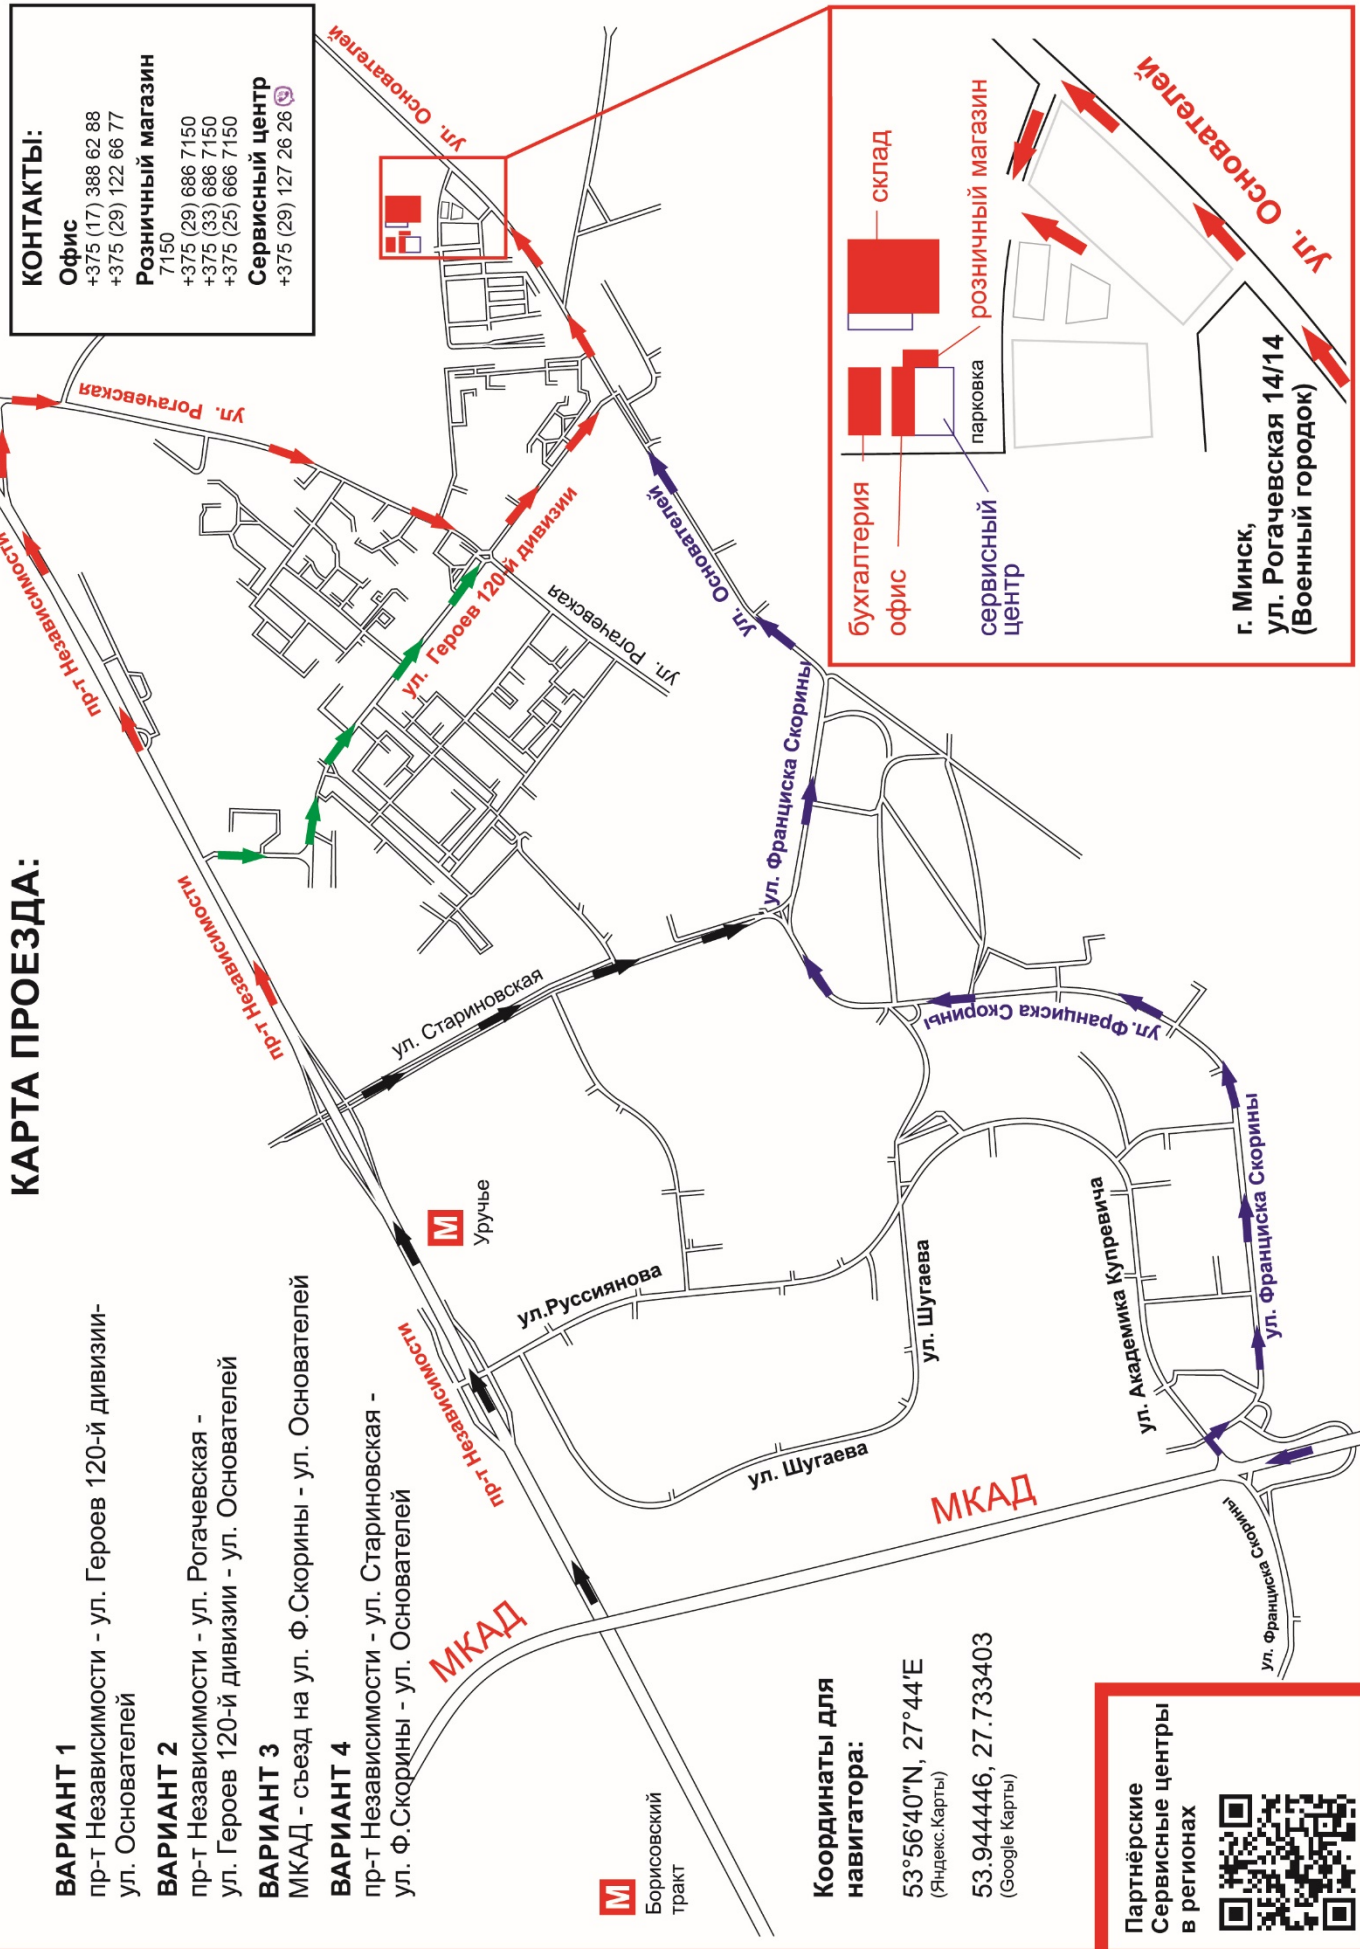 КАРТА ПРОЕЗДА:
ВАРИАНТ 1
пр-т Независимости - ул. Героев 120-й дивизии-
ул. Основателей
ВАРИАНТ 2
пр-т Независимости - ул. Рогачевская -
ул. Героев 120-й дивизии - ул. Основателей
ВАРИАНТ 3
МКАД - съезд на ул. Ф.Скорины - ул. Основателей
ВАРИАНТ 4
пр-т Независимости - ул. Стариновская -
ул. Ф.Скорины - ул. Основателей
КОНТАКТЫ:
Офис
+375 (17) 388 62 88
+375 (29) 122 66 77
Розничный магазин
7150
+375 (29) 686 7150
+375 (33) 686 7150
+375 (25) 666 7150
Сервисный центр
+375 (29) 127 26 26
пр-т Независимости
пр-т Независимости
пр-т Независимости
ул. Рогачевская
ул. Основателей
ул. Героев 120-й дивизии
ул. Рогачевская
ул. Стариновская
М
Уручье
ул.Руссиянова
ул. Основателей
ул. Франциска Скорины
ул.Франциска Скорины
ул. Франциска Скорины
ул. Шугаева
ул. Шугаева
ул. Академика Купревича
МКАД
МКАД
ул. Франциска Скорины
М
Борисовский
тракт
Координаты для
навигатора:
53°56'40"N, 27°44'E
(Яндекс.Карты)
53.944446, 27.733403
(Google Карты)
Партнёрские
Сервисные центры
в регионах
бухгалтерия
офис
сервисный
центр
склад
розничный магазин
парковка
ул. Основателей
г. Минск,
ул. Рогачевская 14/14
(Военный городок)